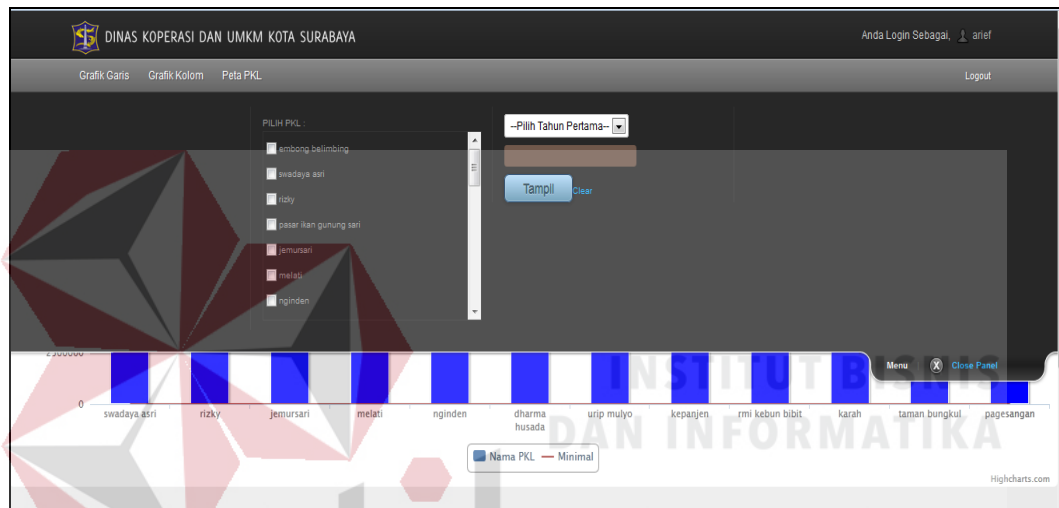 DINAS KOPERASI DAN UMKM KOTA SURABAYA
Anda Login Sebagai, arief
Grafik Garis Grafik Kolom Peta PKL Logout
PILIH PKL :
embong belimbing
swadaya asri
rizky
pasar ikan gunung sari
jemursari
melati
nginden
--Pilih Tahun Pertama--
Tampil Clear
Menu X Close Panel
2500000
0
swadaya asri rizky jemursari melati nginden dharma husada urip mulyo kepanjen rmi kebun bibit karah taman bungkul pagesangan
Nama PKL Minimal
Highcharts.com
INSTITUT BISNIS
DAN INFORMATIKA